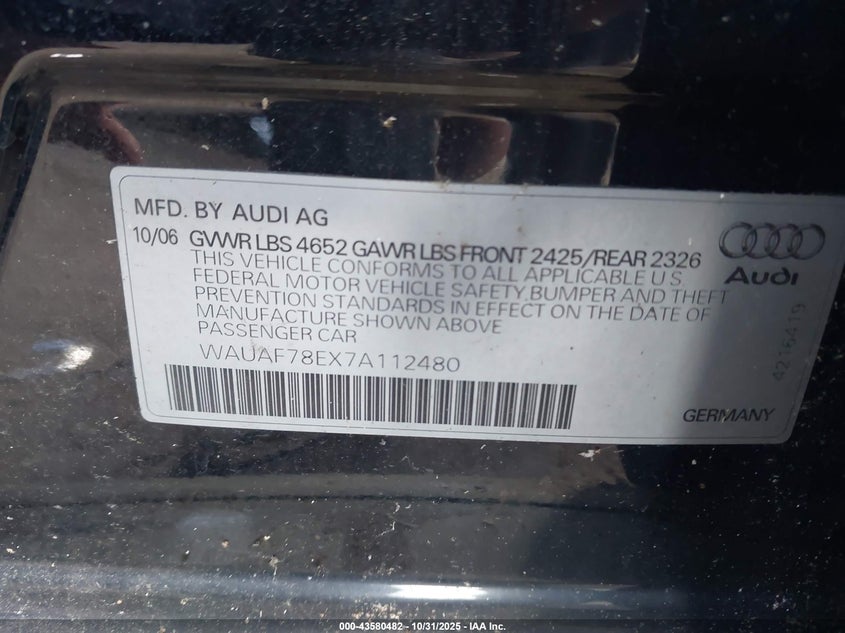 MFD. BY AUDI AG
10/06 GVWR LBS 4652 GAWR LBS FRONT 2425/REAR 2326
THIS VEHICLE CONFORMS TO ALL APPLICABLE U S
FEDERAL MOTOR VEHICLE SAFETY,BUMPER AND THEFT
PREVENTION STANDARDS IN EFFECT ON THE DATE OF
MANUFACTURE SHOWN ABOVE
PASSENGER CAR
WAUAF78EX7A112480
Audi
4216419
GERMANY
000-43580482 - 10/31/2025 - IAA Inc.